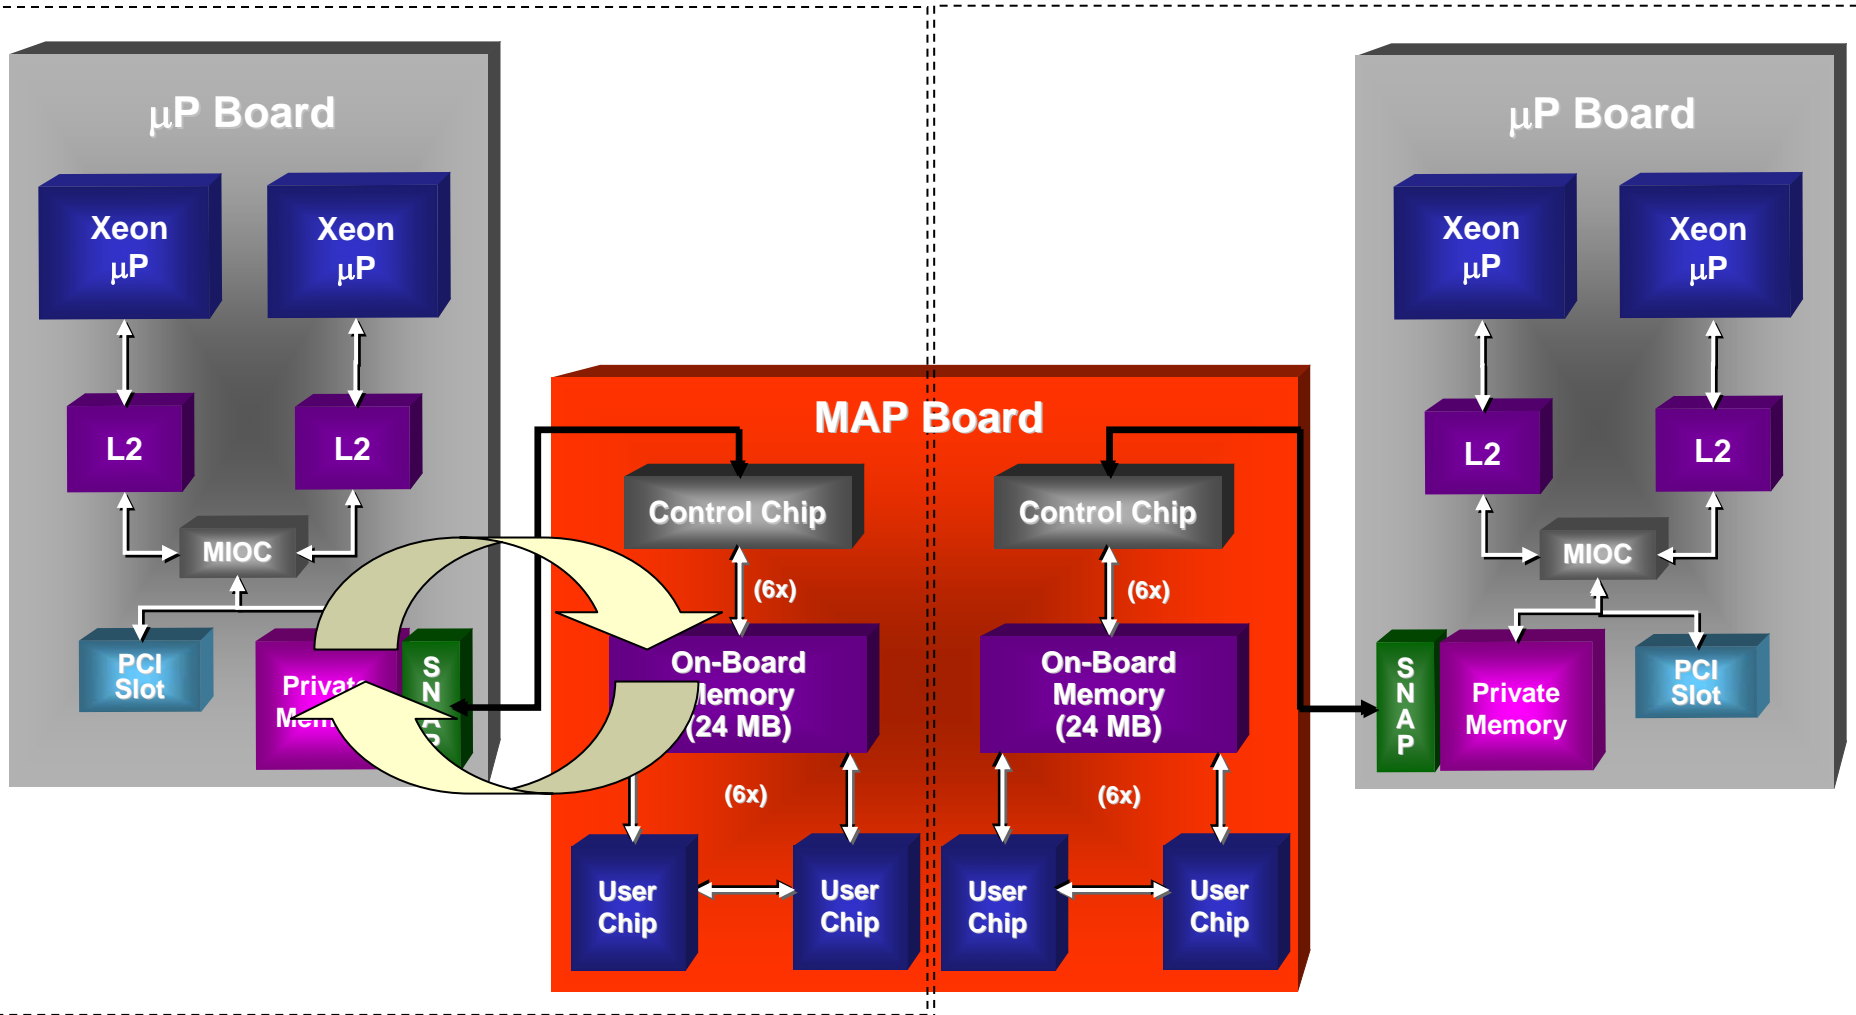 μP Board
Xeon
μP
Xeon
μP
L2
L2
MIOC
PCI
Slot
Private
S
N
MAP Board
Control Chip
(6x)
On-Board
Memory
(24 MB)
(6x)
User
Chip
User
Chip
Control Chip
(6x)
On-Board
Memory
(24 MB)
(6x)
User
Chip
User
Chip
μP Board
Xeon
μP
Xeon
μP
L2
L2
MIOC
S
N
A
P
Private
Memory
PCI
Slot